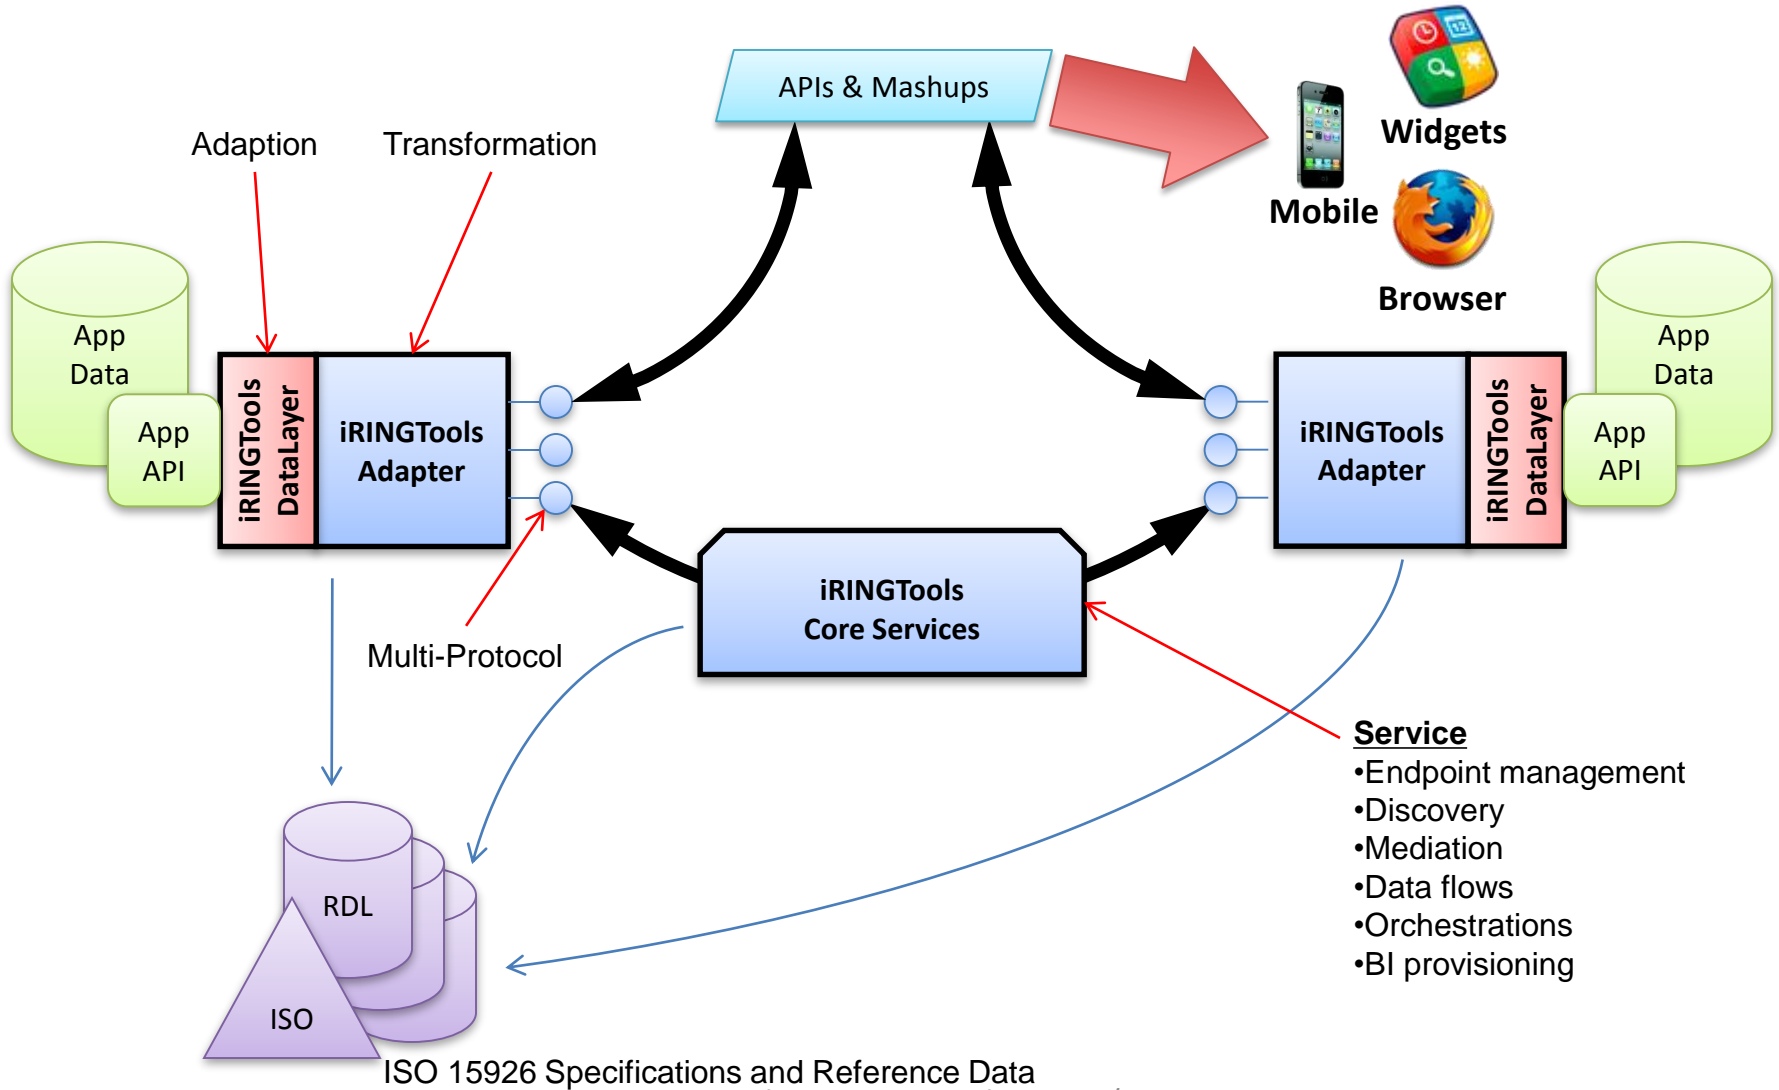 APIs & Mashups
Widgets
Mobile
Browser
Adaption
Transformation
App
Data
App
API
iRINGTools
DataLayer
iRINGTools
Adapter
iRINGTools
Adapter
iRINGTools
DataLayer
App
Data
App
API
iRINGTools
Core Services
Multi-Protocol
Service
•Endpoint management
•Discovery
•Mediation
•Data flows
•Orchestrations
•BI provisioning
RDL
ISO
ISO 15926 Specifications and Reference Data